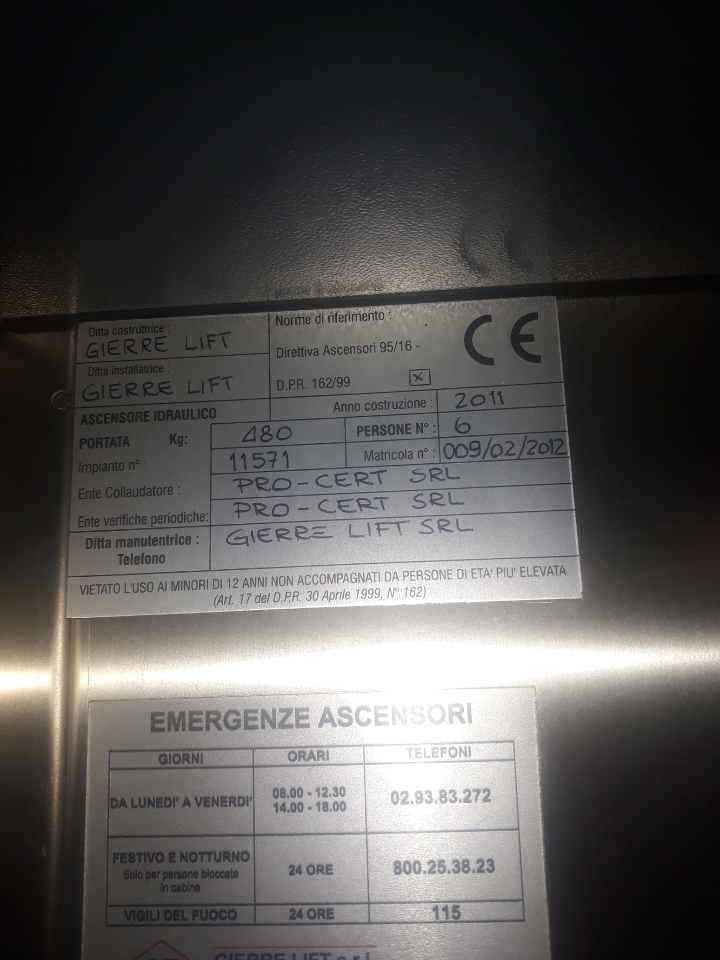 Ditta costruttrice :
GIERRE LIFT
Norme di riferimento :
CE
Ditta installatrice :
GIERRE LIFT
Direttiva Ascensori 95/16 -
D.P.R. 162/99 X
ASCENSORE IDRAULICO
Anno costruzione : 2011
PORTATA Kg: 480
PERSONE N° : 6
Impianto n° : 11571
Matricola n° : 009/02/2012
Ente Collaudatore : PRO-CERT SRL
Ente verifiche periodiche: PRO-CERT SRL
Ditta manutentrice : GIERRE LIFT SRL
Telefono
VIETATO L'USO AI MINORI DI 12 ANNI NON ACCOMPAGNATI DA PERSONE DI ETA' PIU' ELEVATA
(Art. 17 del D.P.R. 30 Aprile 1999, N° 162)
EMERGENZE ASCENSORI
GIORNI ORARI TELEFONI
DA LUNEDI' A VENERDI' 08.00 - 12.30 02.93.83.272
14.00 - 18.00
FESTIVO E NOTTURNO 24 ORE 800.25.38.23
Solo per persone bloccate
in cabina
VIGILI DEL FUOCO 24 ORE 115
GIERRE LIFT s.r.l.